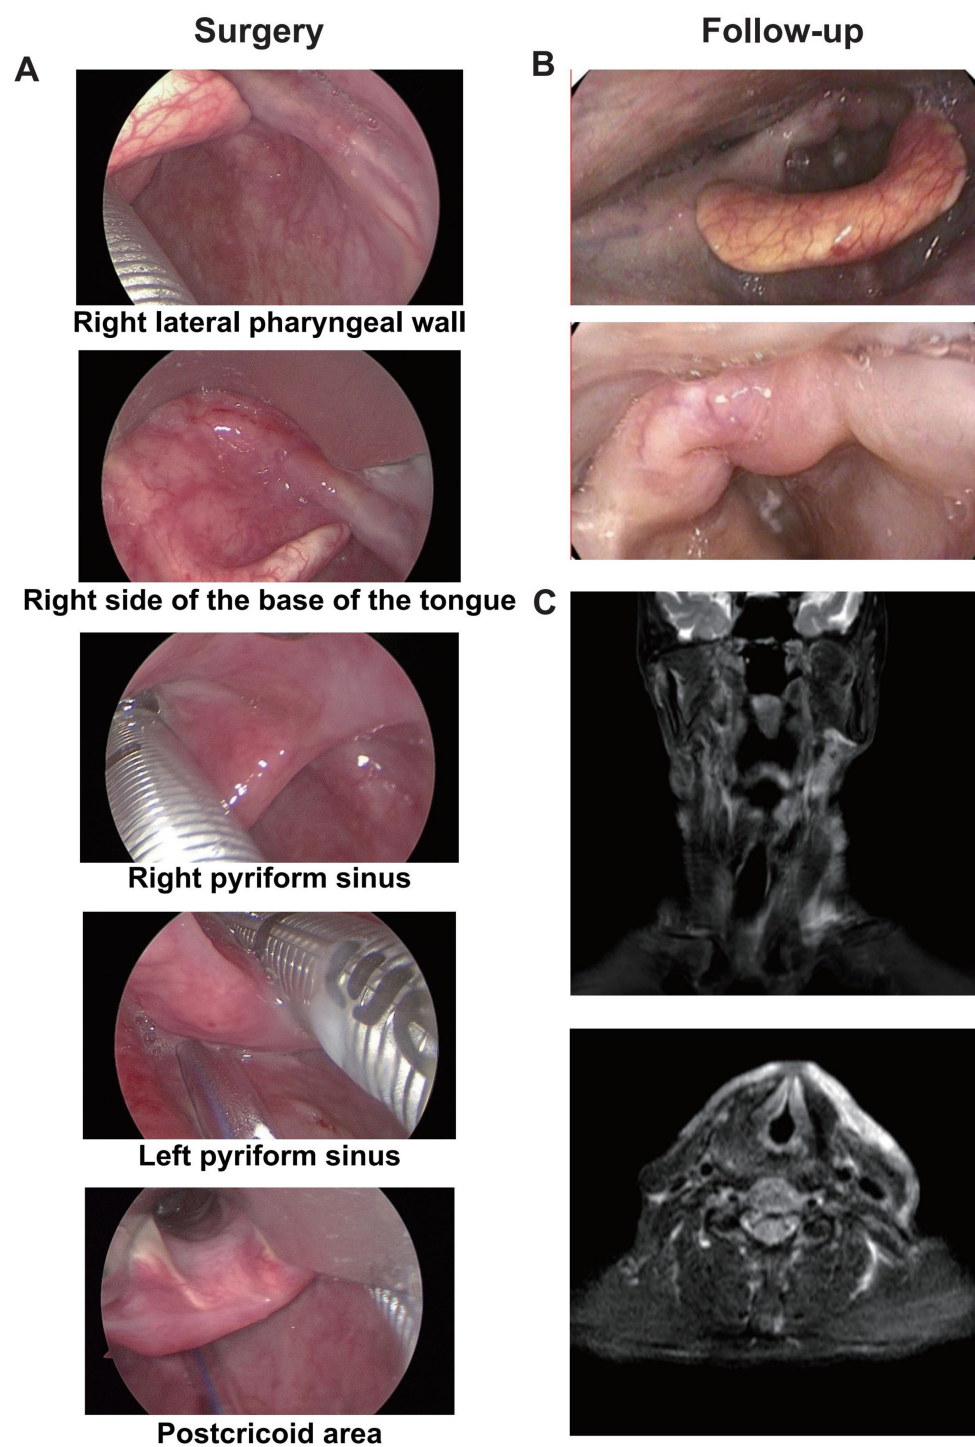 Surgery
Follow-up
A
Right lateral pharyngeal wall
Right side of the base of the tongue
Right pyriform sinus
Left pyriform sinus
Postcricoid area
B
C